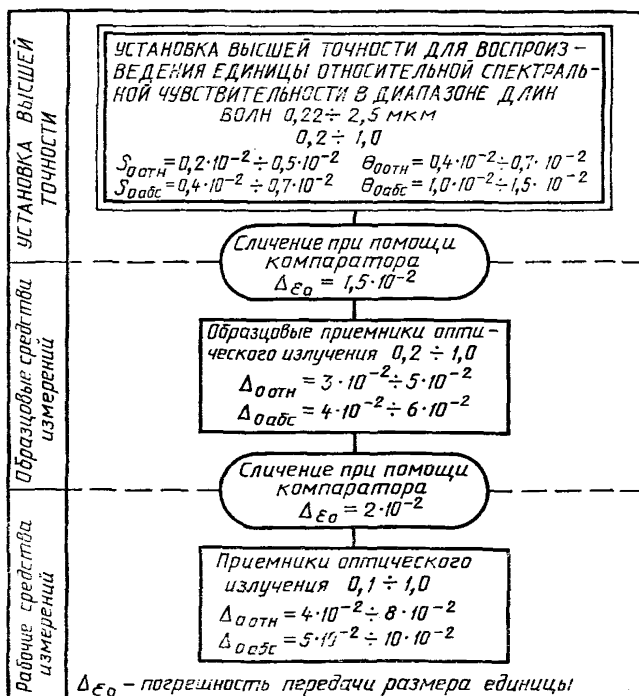 УСТАНОВКА ВЫСШЕЙ ТОЧНОСТИ
УСТАНОВКА ВЫСШЕЙ ТОЧНОСТИ ДЛЯ ВОСПРОИЗ-
ВЕДЕНИЯ ЕДИНИЦЫ ОТНОСИТЕЛЬНОЙ СПЕКТРАЛЬ-
НОЙ ЧУВСТВИТЕЛЬНОСТИ В ДИАПАЗОНЕ ДЛИН
ВОЛН 0,22÷2,5 МКМ
0,2÷1,0
S₀отн=0,2·10⁻²÷0,5·10⁻² Θ₀отн=0,4·10⁻²÷0,7·10⁻²
S₀абс=0,4·10⁻²÷0,7·10⁻² Θ₀абс=1,0·10⁻²÷1,5·10⁻²
Сличение при помощи
компаратора
Δε₀ = 1,5·10⁻²
Образцовые средства измерений
Образцовые приемники опти-
ческого излучения 0,2 ÷ 1,0
Δ₀отн = 3·10⁻²÷5·10⁻²
Δ₀абс = 4·10⁻²÷6·10⁻²
Сличение при помощи
компаратора
Δε₀ = 2·10⁻²
Рабочие средства измерений
Приемники оптического
излучения 0,1 ÷ 1,0
Δ₀отн = 4·10⁻²÷8·10⁻²
Δ₀абс = 5·10⁻²÷10·10⁻²
Δε₀ – погрешность передачи размера единицы